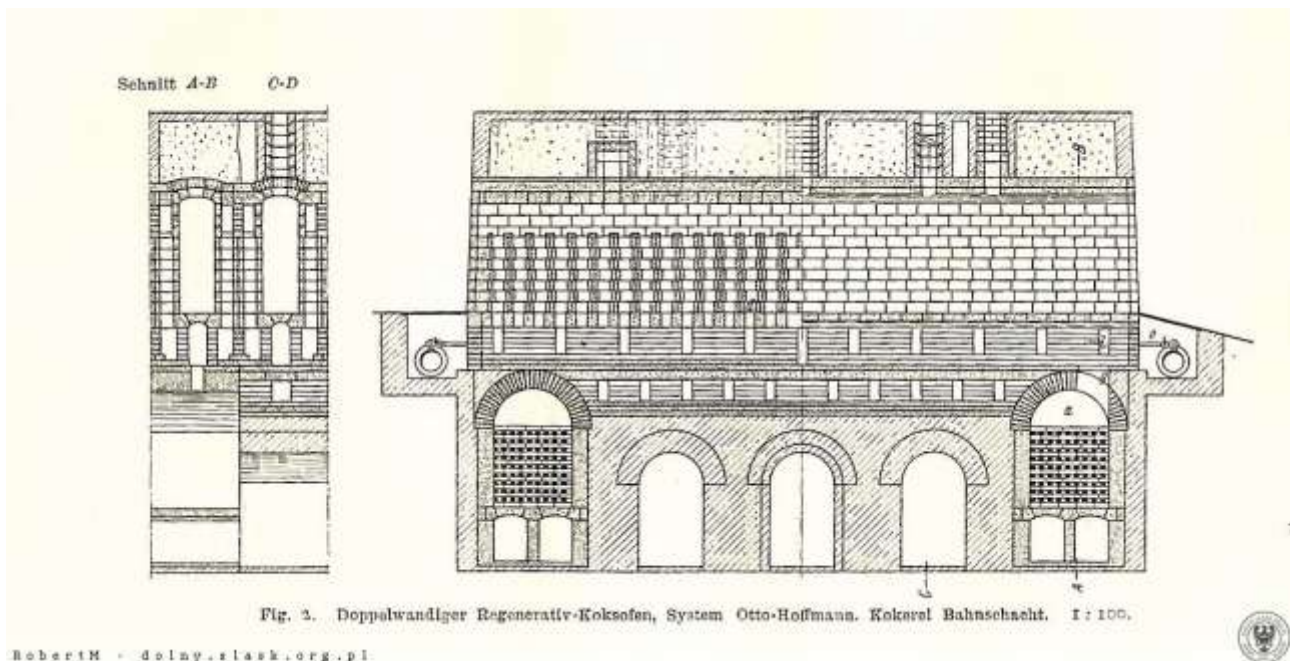 Schnitt A-B C-D
B
a
C
A
Fig. 2. Doppelwandiger Regenerativ-Koksofen, System Otto-Hoffmann. Kokerei Bahnschacht. 1 : 100.
RobertM - dolny.slask.org.pl